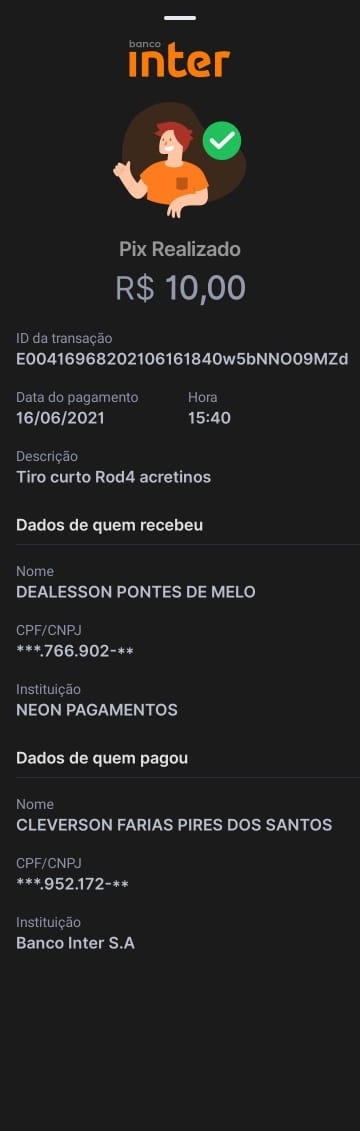 banco
inter
Pix Realizado
R$ 10,00
ID da transação
E00416968202106161840w5bNNO09MZd
Data do pagamento Hora
16/06/2021 15:40
Descrição
Tiro curto Rod4 acretinos
Dados de quem recebeu
Nome
DEALESSON PONTES DE MELO
CPF/CNPJ
***.766.902-**
Instituição
NEON PAGAMENTOS
Dados de quem pagou
Nome
CLEVERSON FARIAS PIRES DOS SANTOS
CPF/CNPJ
***.952.172-**
Instituição
Banco Inter S.A